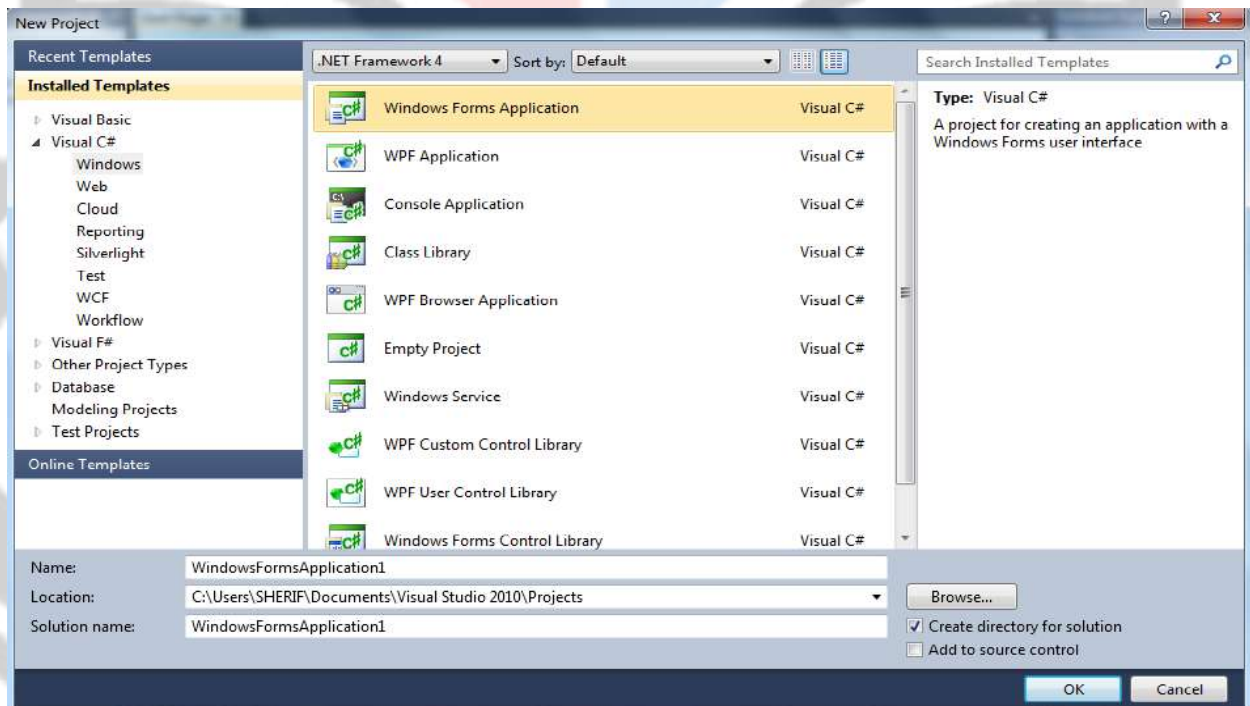 New Project
Recent Templates
Installed Templates
Visual Basic
Visual C#
Windows
Web
Cloud
Reporting
Silverlight
Test
WCF
Workflow
Visual F#
Other Project Types
Database
Modeling Projects
Test Projects
Online Templates
.NET Framework 4 Sort by: Default
Windows Forms Application Visual C#
WPF Application Visual C#
Console Application Visual C#
Class Library Visual C#
WPF Browser Application Visual C#
Empty Project Visual C#
Windows Service Visual C#
WPF Custom Control Library Visual C#
WPF User Control Library Visual C#
Windows Forms Control Library Visual C#
Search Installed Templates
Type: Visual C#
A project for creating an application with a
Windows Forms user interface
Name: WindowsFormsApplication1
Location: C:\Users\SHERIF\Documents\Visual Studio 2010\Projects Browse...
Solution name: WindowsFormsApplication1
Create directory for solution
Add to source control
OK Cancel